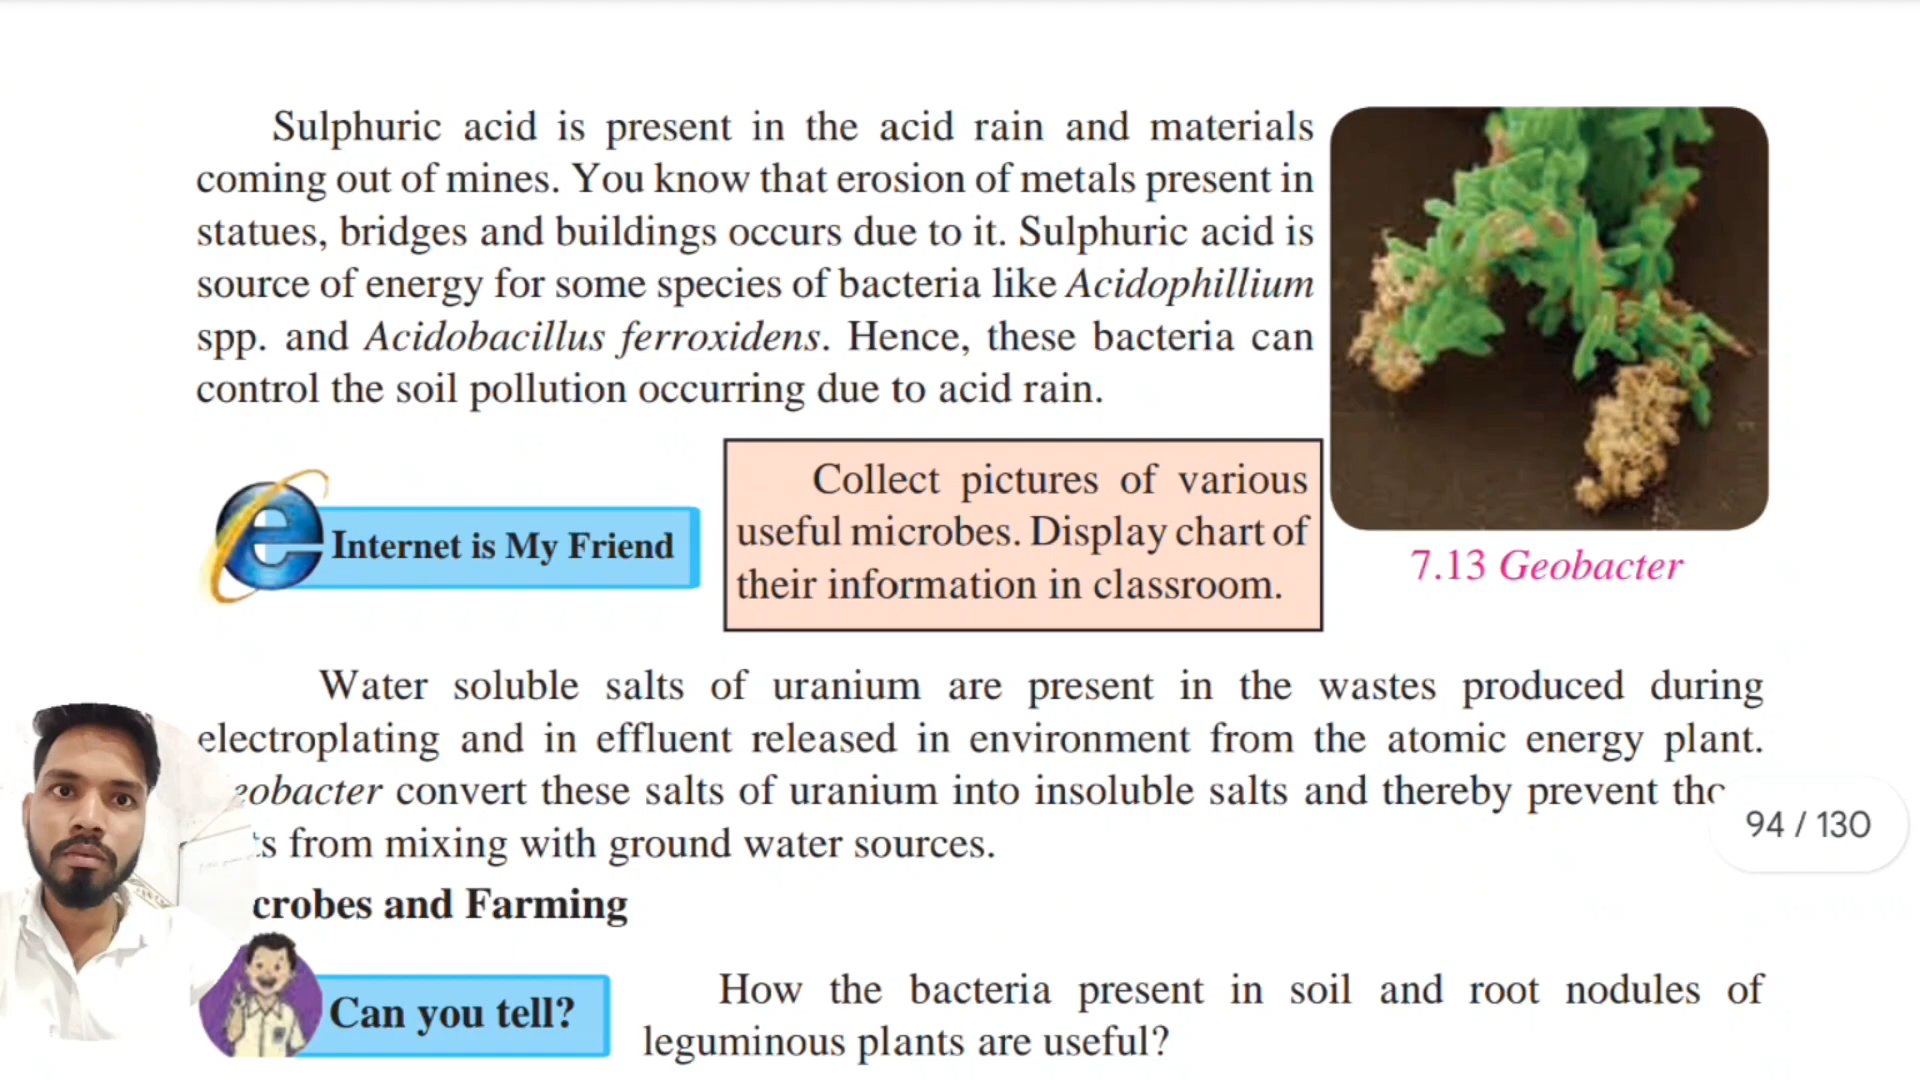 Sulphuric acid is present in the acid rain and materials
coming out of mines. You know that erosion of metals present in
statues, bridges and buildings occurs due to it. Sulphuric acid is
source of energy for some species of bacteria like Acidophillium
spp. and Acidobacillus ferroxidens. Hence, these bacteria can
control the soil pollution occurring due to acid rain.
Internet is My Friend
Collect pictures of various
useful microbes. Display chart of
their information in classroom.
7.13 Geobacter
Water soluble salts of uranium are present in the wastes produced during
electroplating and in effluent released in environment from the atomic energy plant.
eobacter convert these salts of uranium into insoluble salts and thereby prevent
from mixing with ground water sources.
94 / 130
crobes and Farming
Can you tell?
How the bacteria present in soil and root nodules of
leguminous plants are useful?